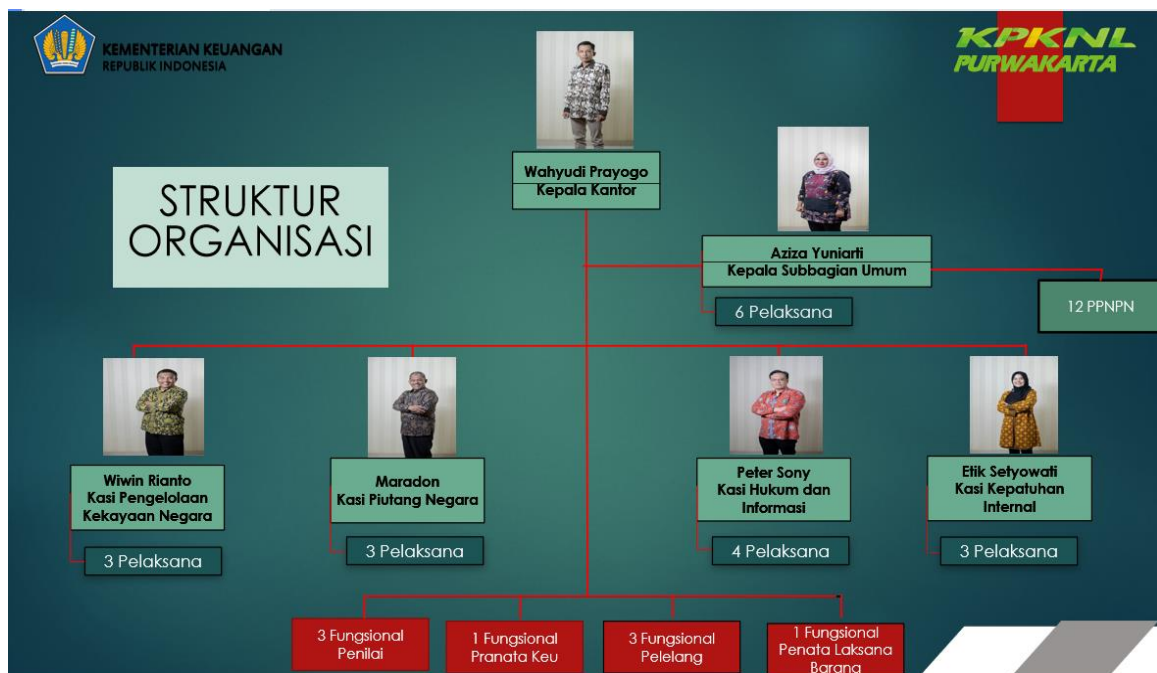 KEMENTERIAN KEUANGAN
REPUBLIK INDONESIA
KPKNL
PURWAKARTA
STRUKTUR
ORGANISASI
Wahyudi Prayogo
Kepala Kantor
Aziza Yuniarti
Kepala Subbagian Umum
6 Pelaksana
12 PPNPN
Wiwin Rianto
Kasi Pengelolaan
Kekayaan Negara
3 Pelaksana
Maradon
Kasi Piutang Negara
3 Pelaksana
Peter Sony
Kasi Hukum dan
Informasi
4 Pelaksana
Etik Setyowati
Kasi Kepatuhan
Internal
3 Pelaksana
3 Fungsional
Penilai
1 Fungsional
Pranata Keu
3 Fungsional
Pelelang
1 Fungsional
Penata Laksana
Barang